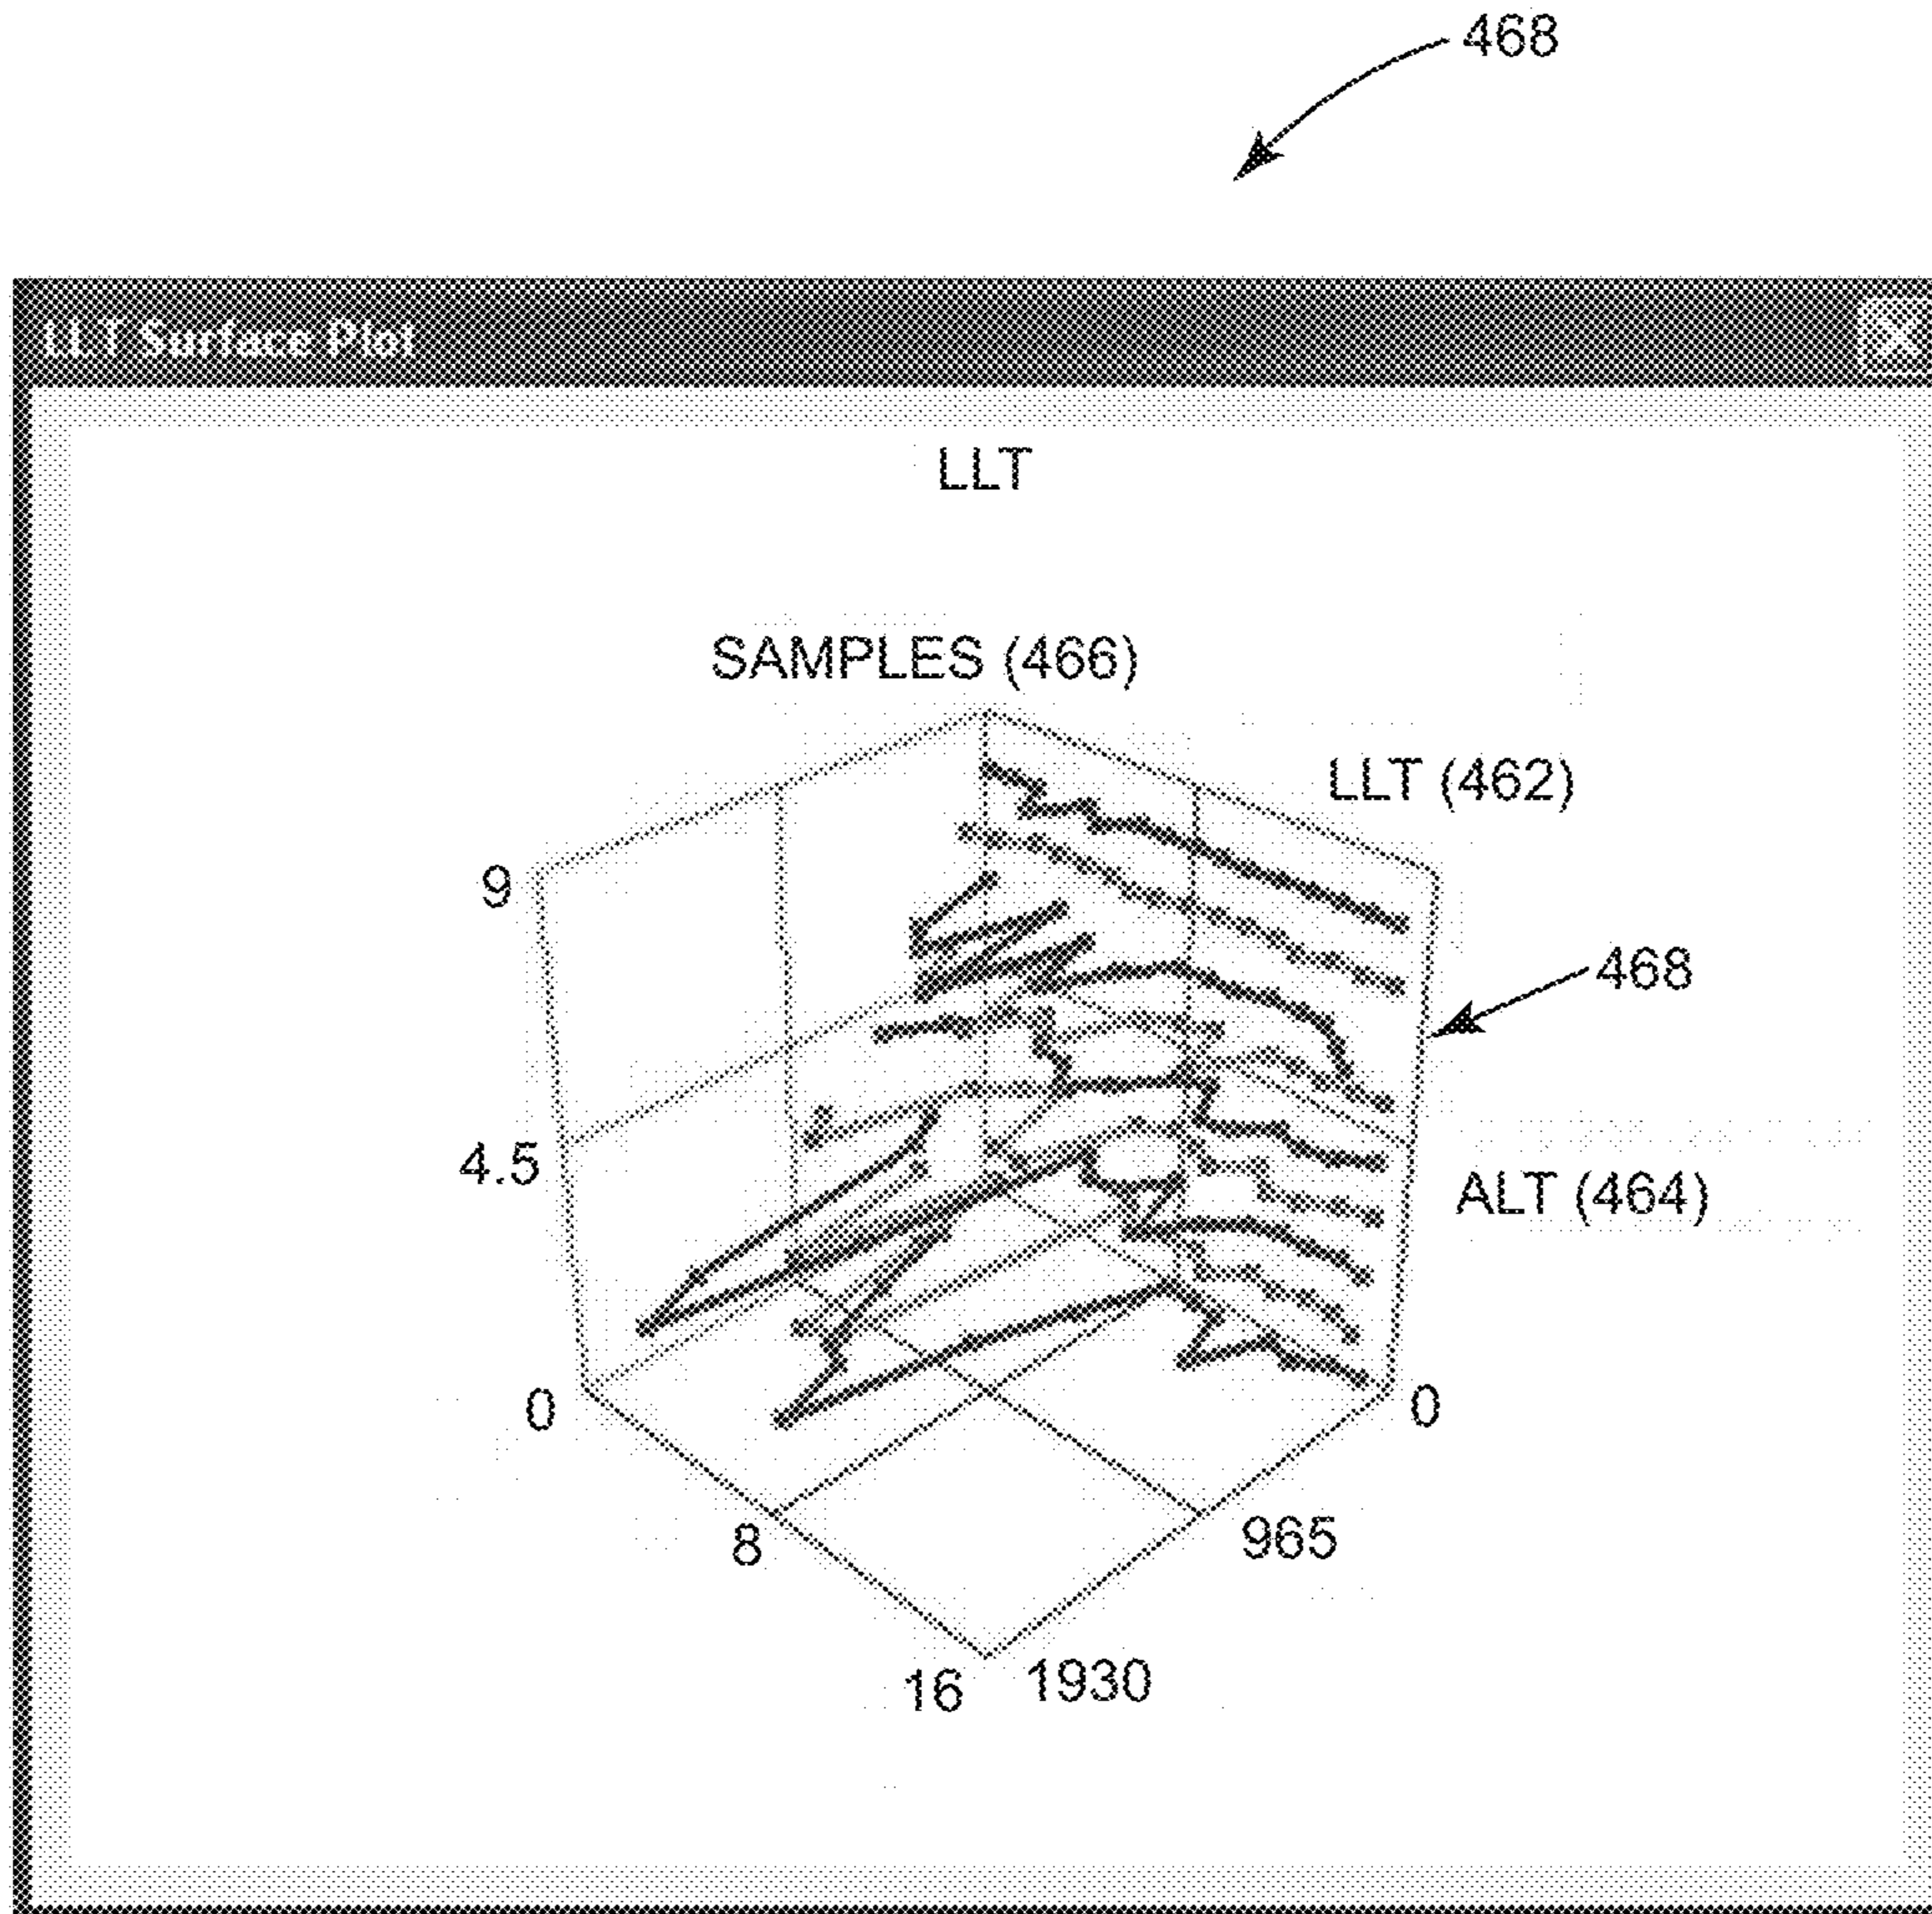 468
LLT Surface Plot
LLT
SAMPLES (466)
LLT (462)
9
468
4.5
ALT (464)
0
0
8
965
16
1930